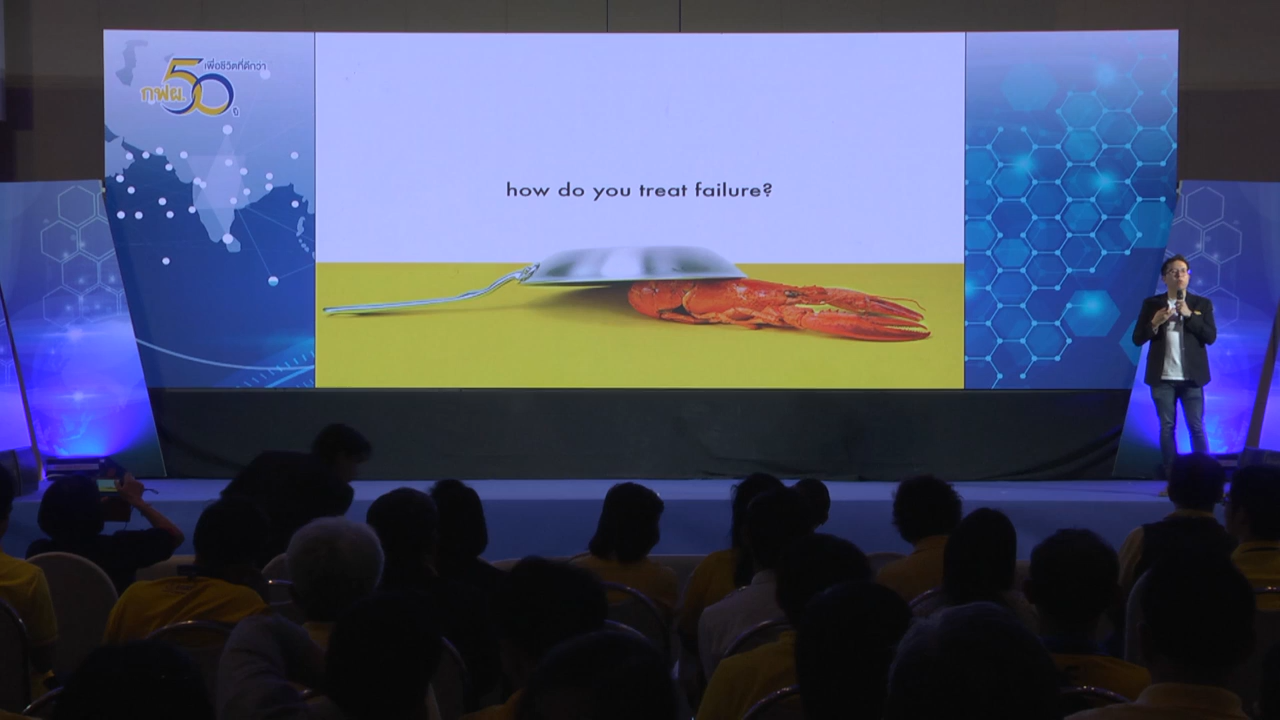 เพื่อชีวิตที่ดีกว่า
กฟผ. 50 ปี
how do you treat failure?